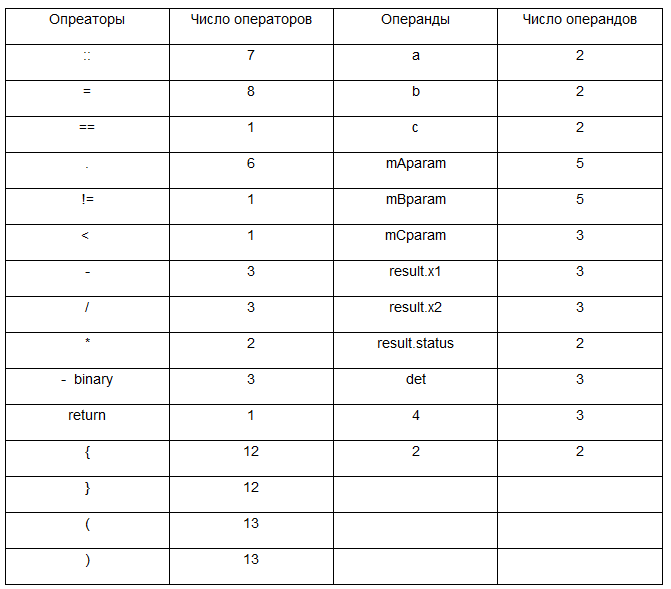 Опреаторы Число операторов Операнды Число операндов
:: 7 a 2
= 8 b 2
== 1 c 2
. 6 mAparam 5
!= 1 mBparam 5
< 1 mCparam 3
- 3 result.x1 3
/ 3 result.x2 3
* 2 result.status 2
- binary 3 det 3
return 1 4 3
{ 12 2 2
} 12
( 13
) 13